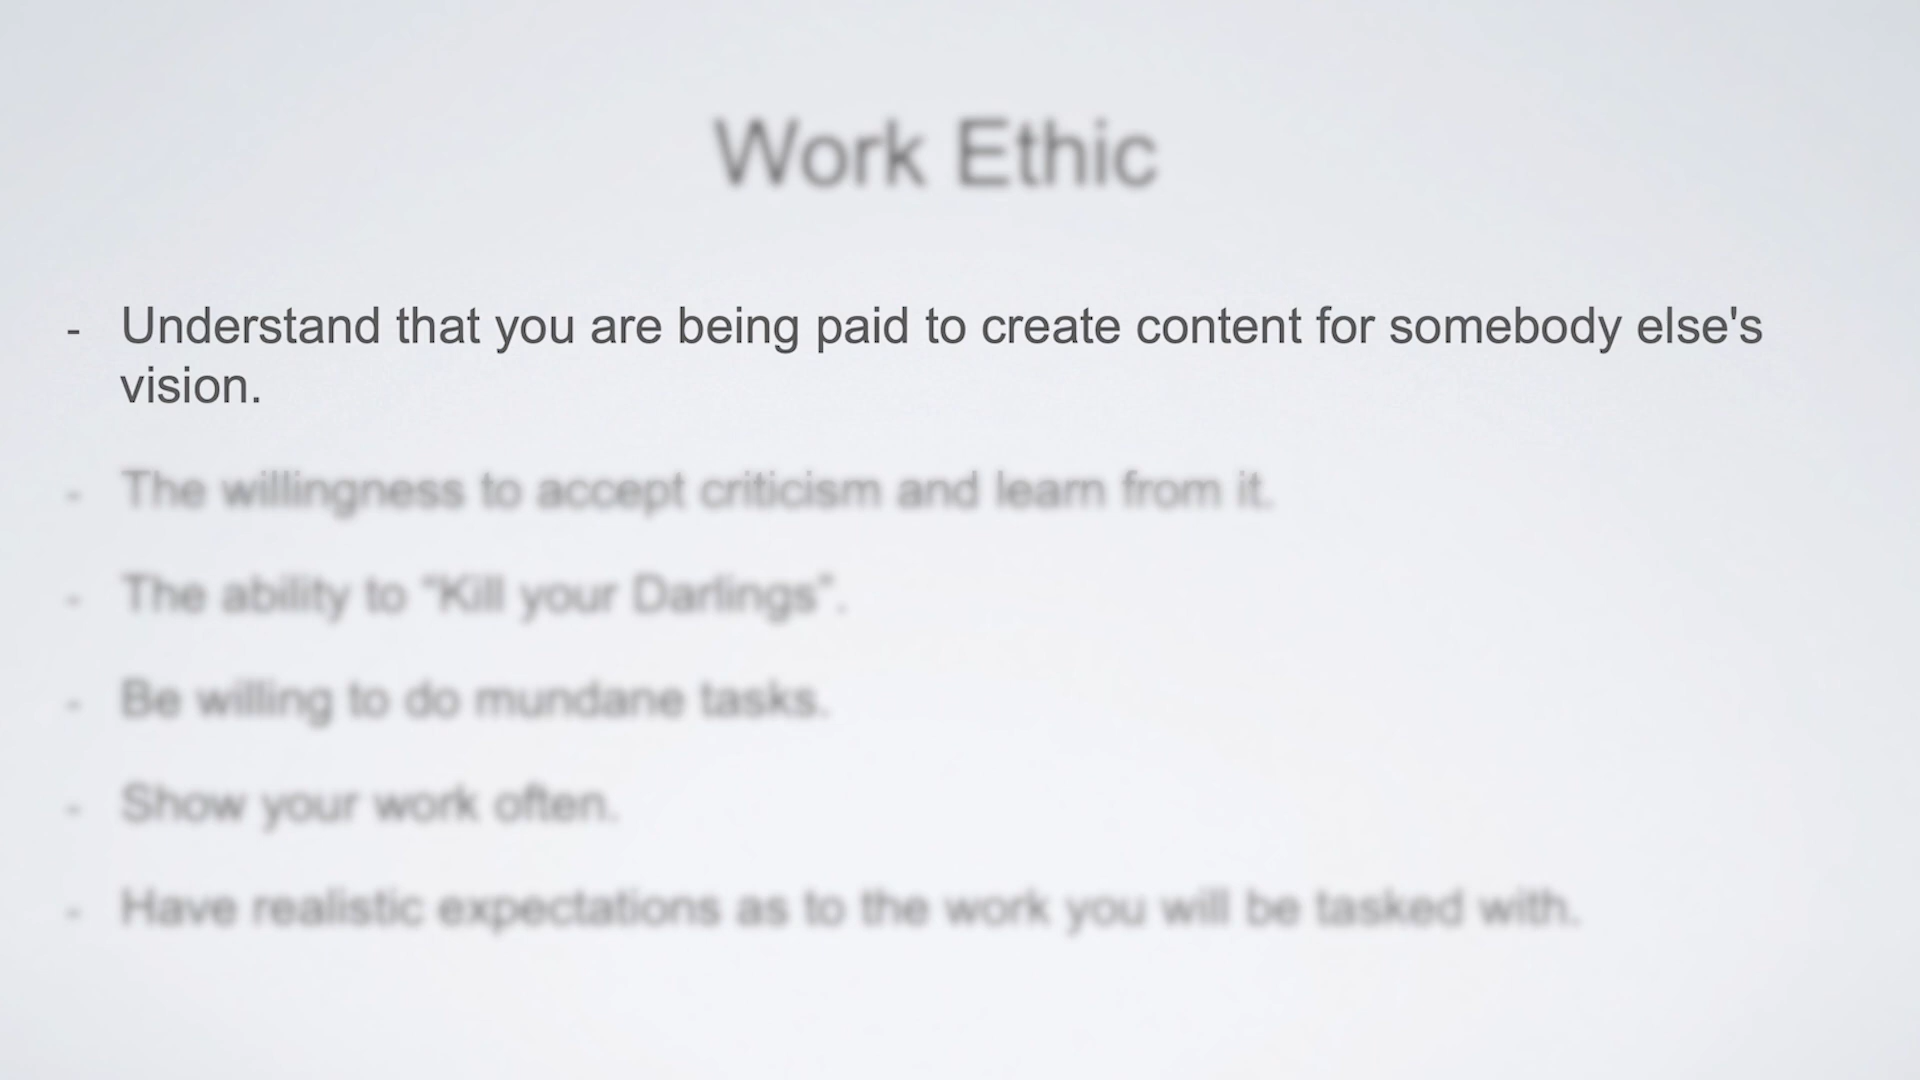 Work Ethic
- Understand that you are being paid to create content for somebody else's
vision.
- The willingness to accept criticism and learn from it.
- The ability to “Kill your Darlings”.
- Be willing to do mundane tasks.
- Show your work often.
- Have realistic expectations as to the work you will be tasked with.